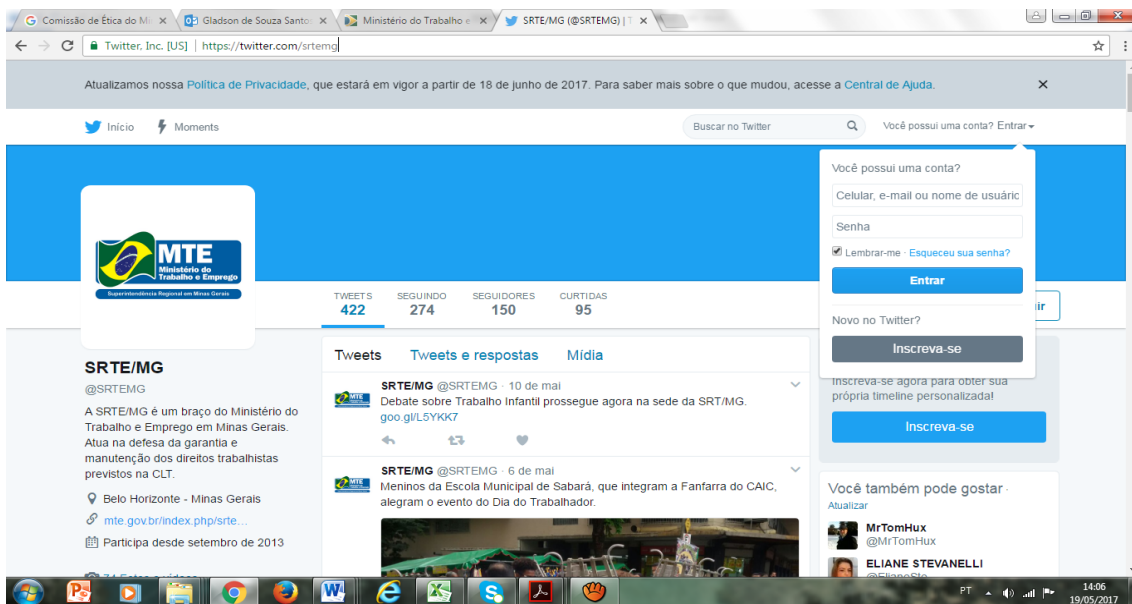 Comissão de Ética do Mi
Gladson de Souza Santo
Ministério do Trabalho e
SRTE/MG (@SRTEMG) | T
Twitter, Inc. [US] | https://twitter.com/srtemg
Atualizamos nossa Política de Privacidade, que estará em vigor a partir de 18 de junho de 2017. Para saber mais sobre o que mudou, acesse a Central de Ajuda.
Início
Moments
Buscar no Twitter
Você possui uma conta? Entrar
Você possui uma conta?
Celular, e-mail ou nome de usuáric
Senha
Lembrar-me · Esqueceu sua senha?
Entrar
Novo no Twitter?
Inscreva-se
MTE
Ministério do
Trabalho e Emprego
Superintendência Regional em Minas Gerais
TWEETS
422
SEGUINDO
274
SEGUIDORES
150
CURTIDAS
95
ir
SRTE/MG
@SRTEMG
A SRTE/MG é um braço do Ministério do
Trabalho e Emprego em Minas Gerais.
Atua na defesa da garantia e
manutenção dos direitos trabalhistas
previstos na CLT.
Belo Horizonte - Minas Gerais
mte.gov.br/index.php/srte...
Participa desde setembro de 2013
Tweets
Tweets e respostas
Mídia
SRTE/MG @SRTEMG · 10 de mai
Debate sobre Trabalho Infantil prossegue agora na sede da SRT/MG.
goo.gl/L5YKK7
SRTE/MG @SRTEMG · 6 de mai
Meninos da Escola Municipal de Sabará, que integram a Fanfarra do CAIC,
alegram o evento do Dia do Trabalhador.
Inscreva-se agora para obter sua
própria timeline personalizada!
Inscreva-se
Você também pode gostar ·
Atualizar
MrTomHux
@MrTomHux
ELIANE STEVANELLI
PT
14:06
19/05/2017